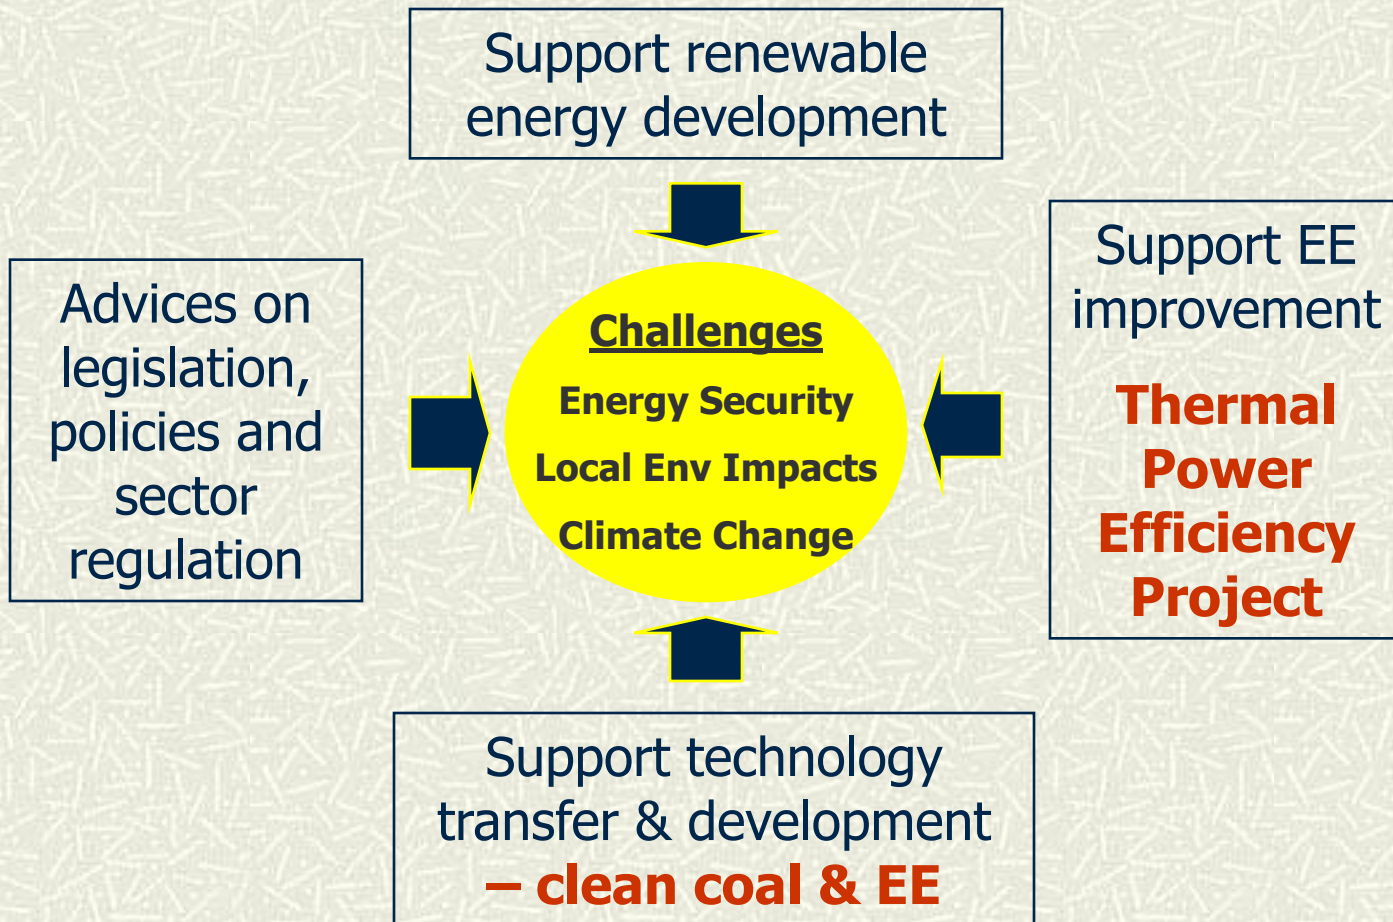 Support renewable
energy development
Advices on
legislation,
policies and
sector
regulation
Challenges
Energy Security
Local Env Impacts
Climate Change
Support EE
improvement
Thermal
Power
Efficiency
Project
Support technology
transfer & development
– clean coal & EE